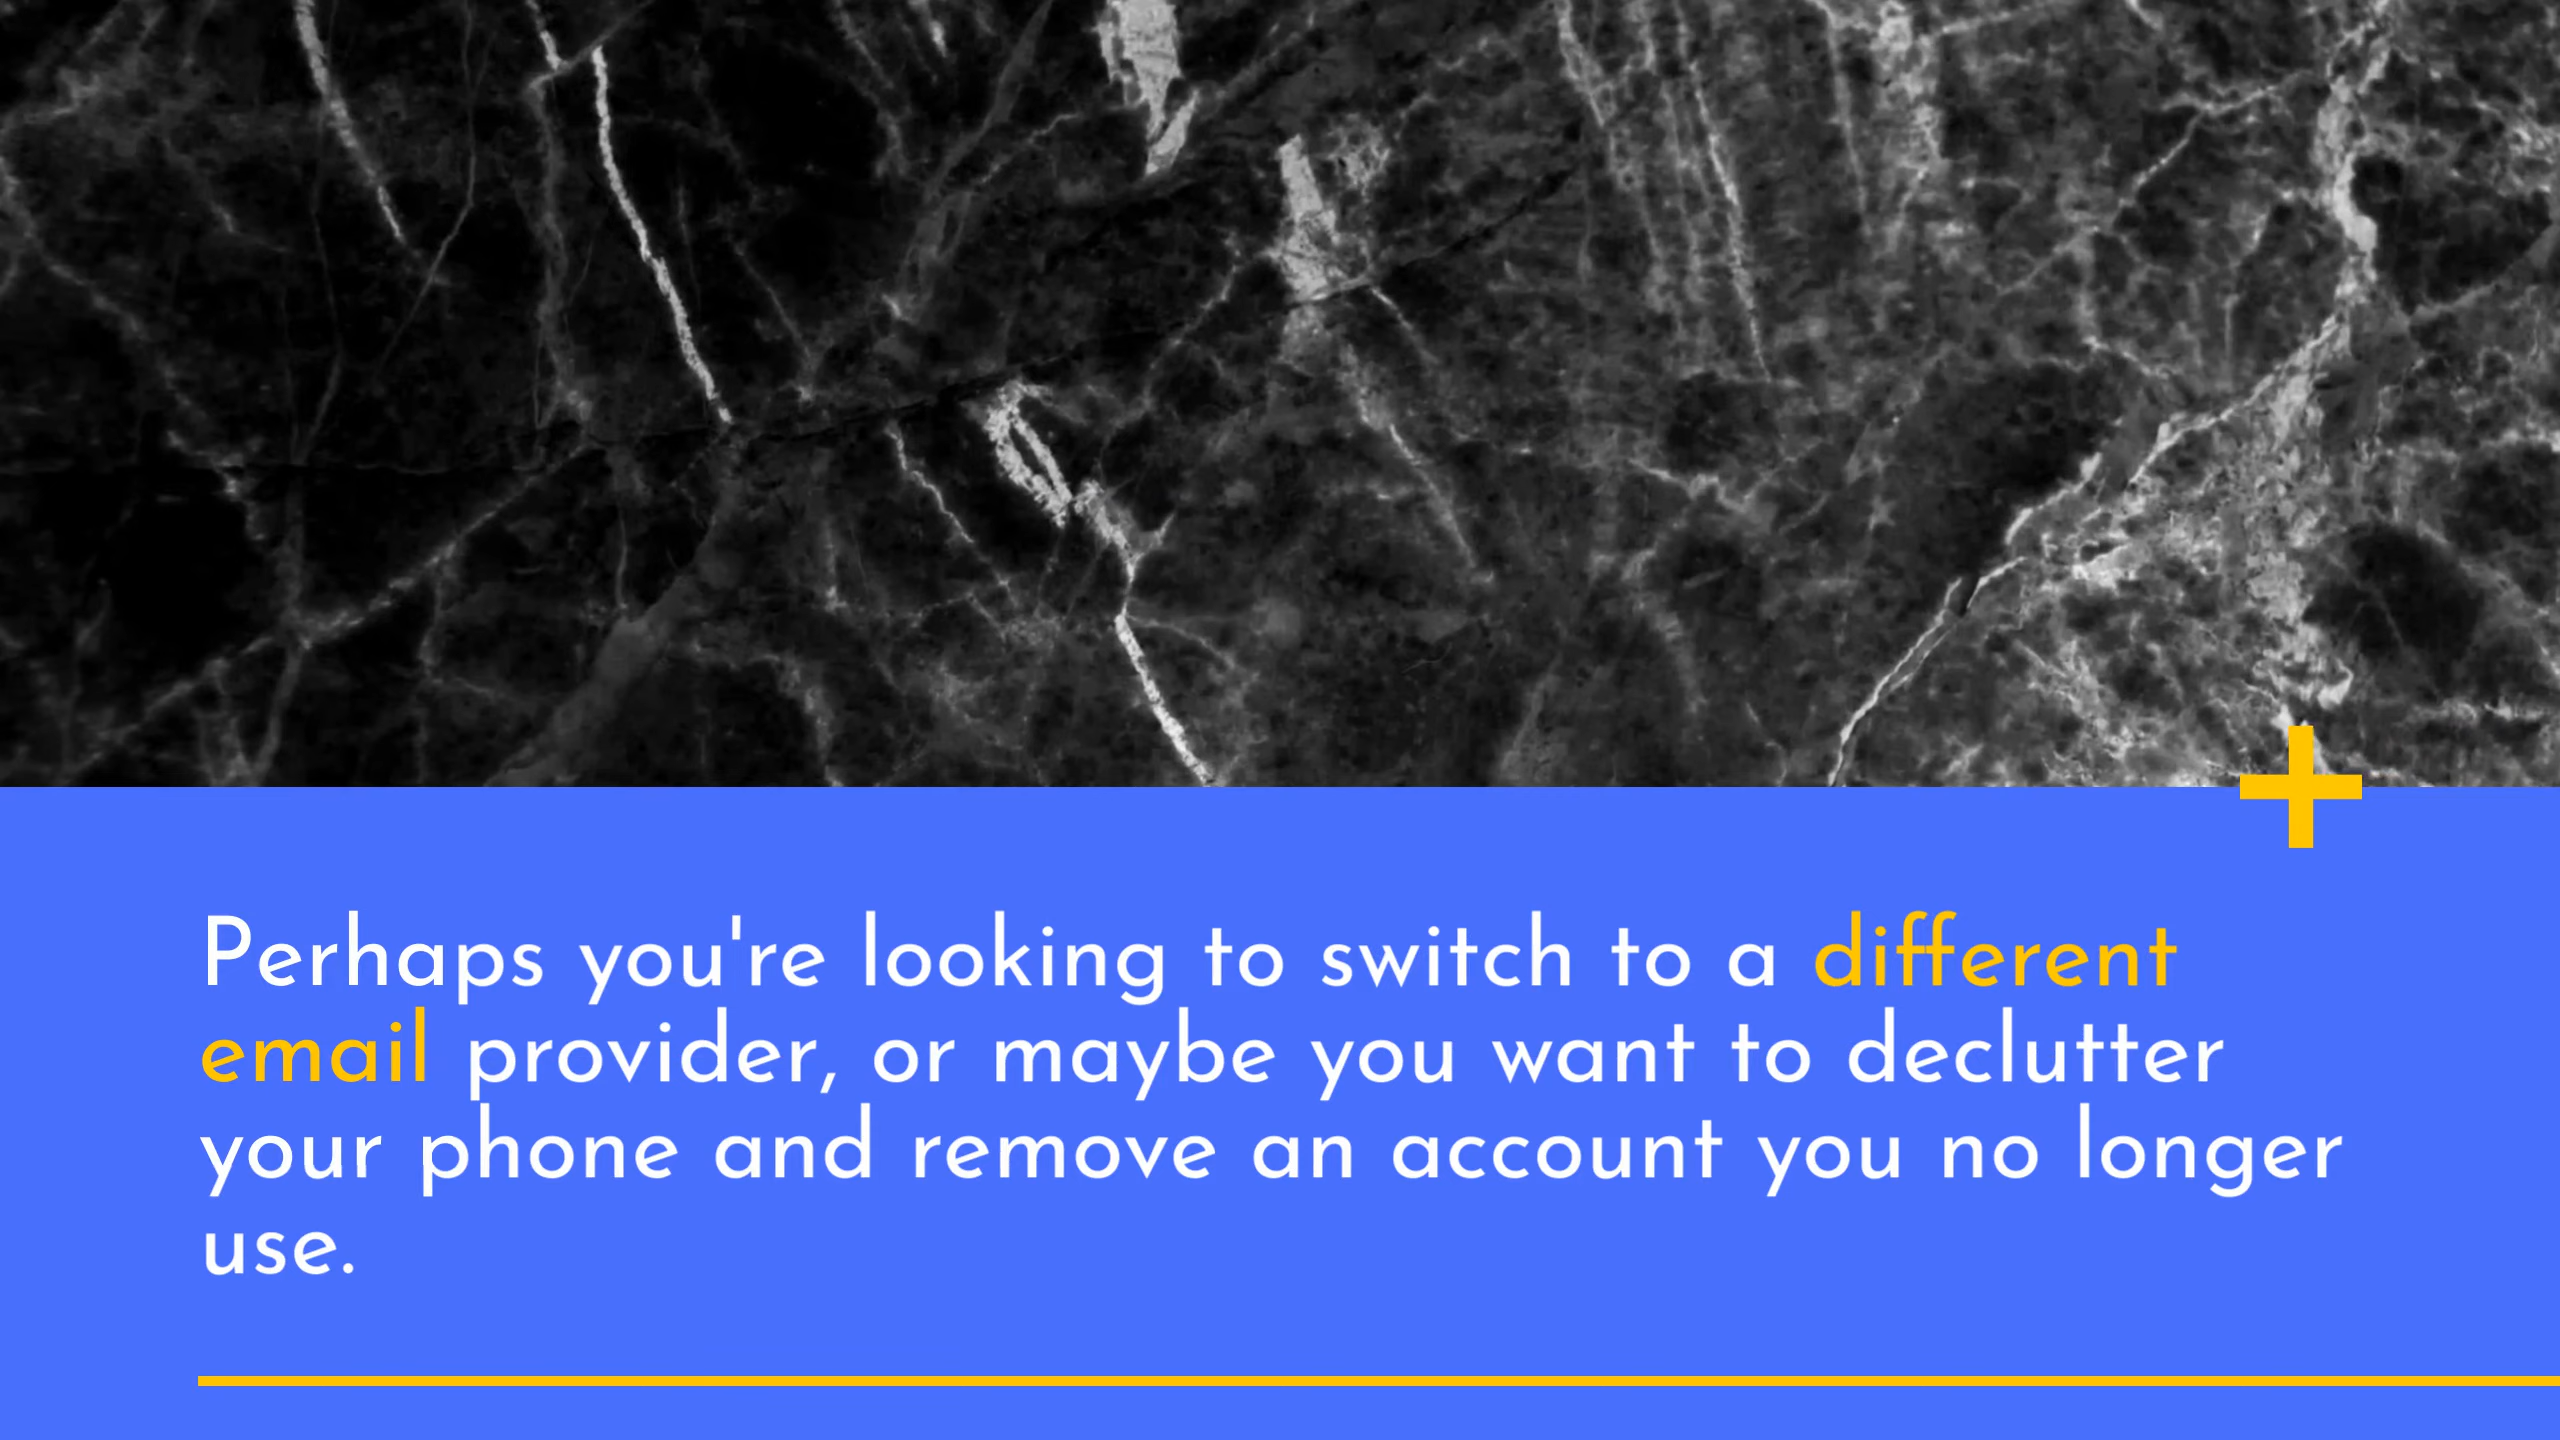 Perhaps you're looking to switch to a different
email provider, or maybe you want to declutter
your phone and remove an account you no longer
use.